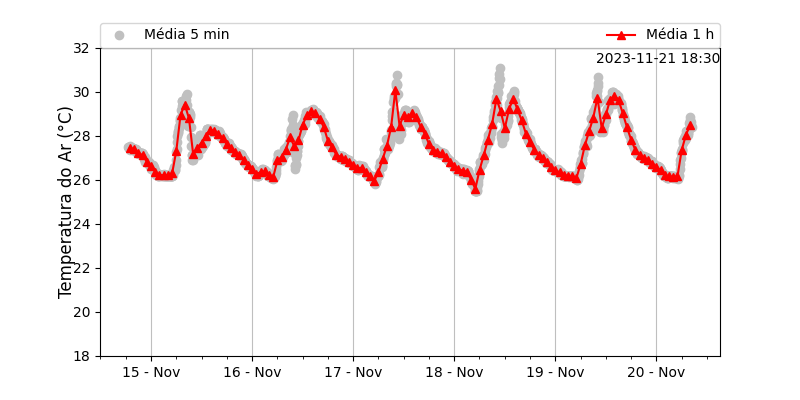 Média 5 min
Média 1 h
2023-11-21 18:30
Temperatura do Ar (°C)
32
30
28
26
24
22
20
18
15 - Nov
16 - Nov
17 - Nov
18 - Nov
19 - Nov
20 - Nov